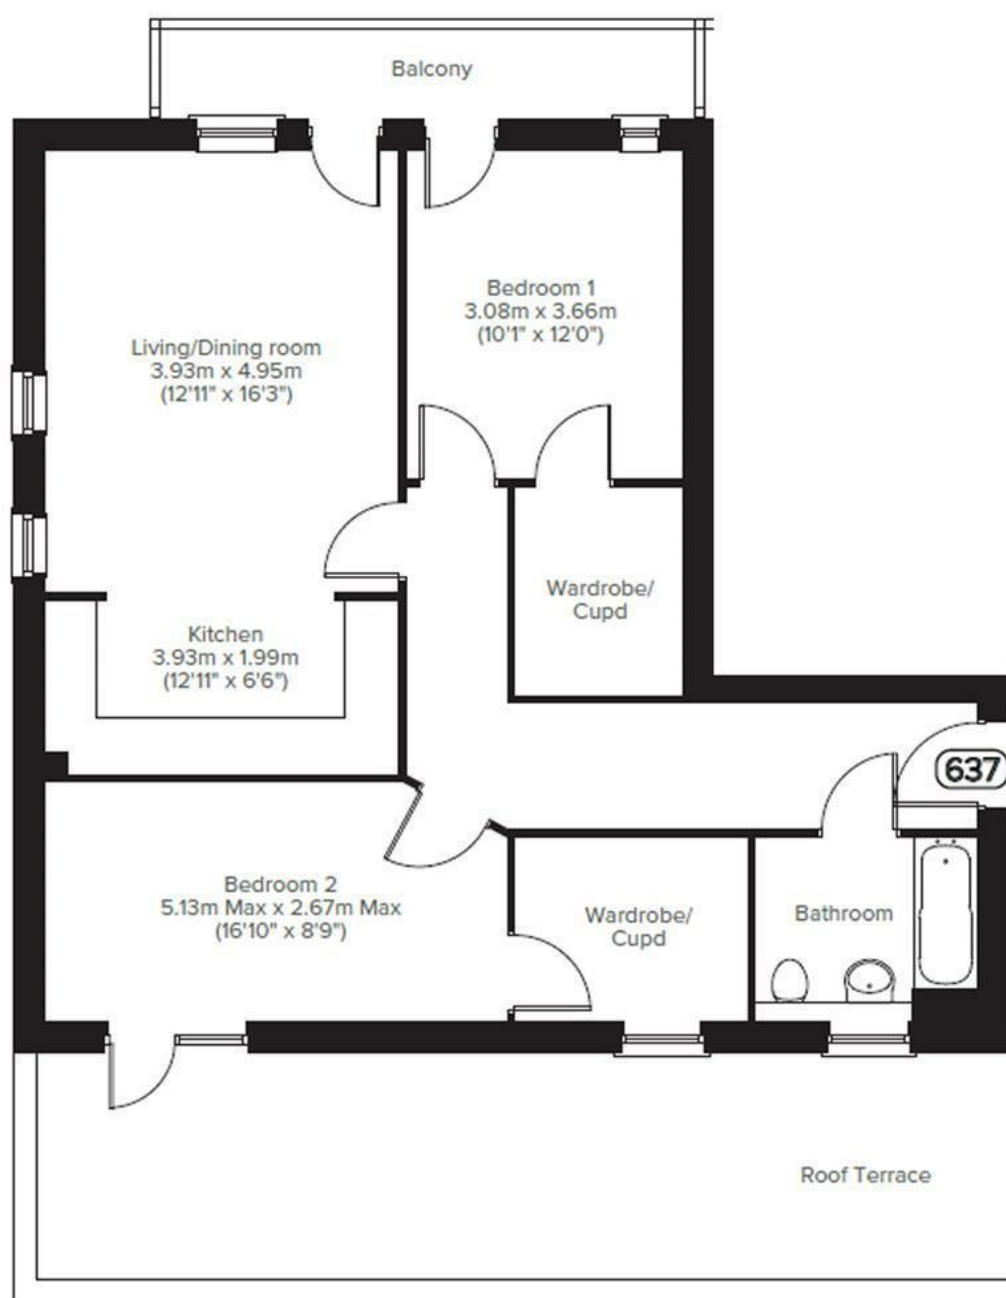 Balcony
Bedroom 1
3.08m x 3.66m
(10'1" x 12'0")
Living/Dining room
3.93m x 4.95m
(12'11" x 16'3")
Wardrobe/
Cupd
Kitchen
3.93m x 1.99m
(12'11" x 6'6")
637
Bedroom 2
5.13m Max x 2.67m Max
(16'10" x 8'9")
Wardrobe/
Cupd
Bathroom
Roof Terrace